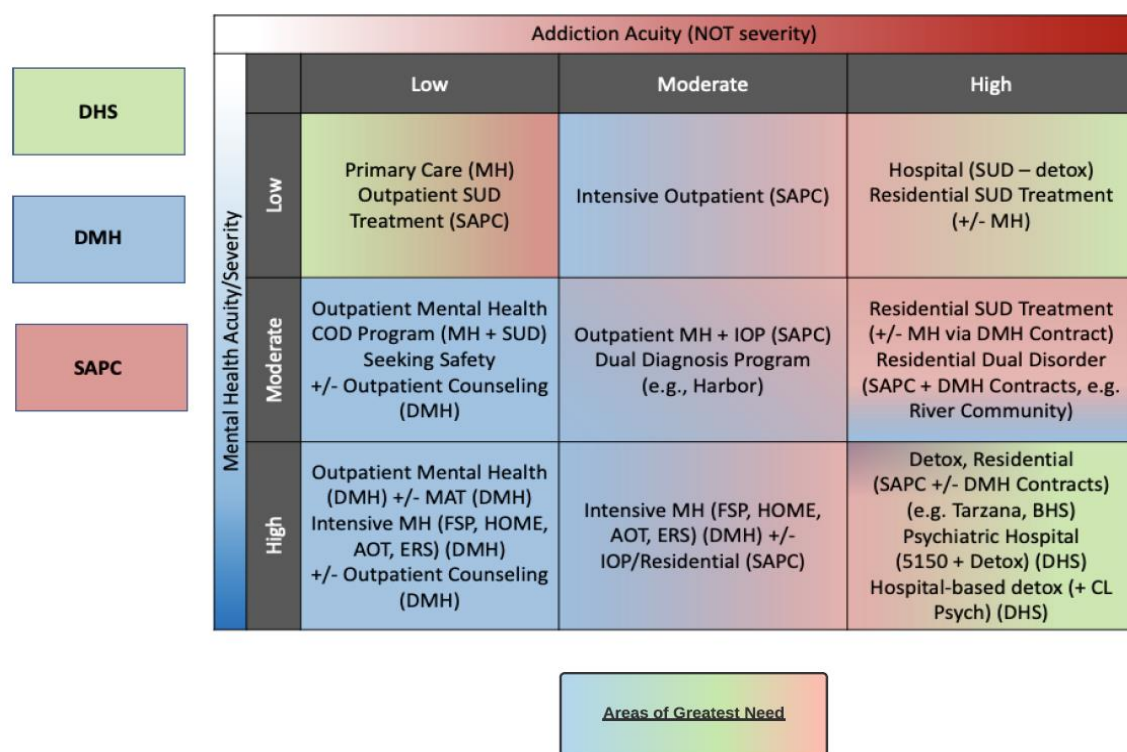 Addiction Acuity (NOT severity)
Low
Moderate
High
DHS
DMH
SAPC
Mental Health Acuity/Severity
Low
Primary Care (MH)
Outpatient SUD
Treatment (SAPC)
Intensive Outpatient (SAPC)
Hospital (SUD – detox)
Residential SUD Treatment
(+/- MH)
Moderate
Outpatient Mental Health
COD Program (MH + SUD)
Seeking Safety
+/- Outpatient Counseling
(DMH)
Outpatient MH + IOP (SAPC)
Dual Diagnosis Program
(e.g., Harbor)
Residential SUD Treatment
(+/- MH via DMH Contract)
Residential Dual Disorder
(SAPC + DMH Contracts, e.g.
River Community)
High
Outpatient Mental Health
(DMH) +/- MAT (DMH)
Intensive MH (FSP, HOME,
AOT, ERS) (DMH)
+/- Outpatient Counseling
(DMH)
Intensive MH (FSP, HOME,
AOT, ERS) (DMH) +/-
IOP/Residential (SAPC)
Detox, Residential
(SAPC +/- DMH Contracts)
(e.g. Tarzana, BHS)
Psychiatric Hospital
(5150 + Detox) (DHS)
Hospital-based detox (+ CL
Psych) (DHS)
Areas of Greatest Need